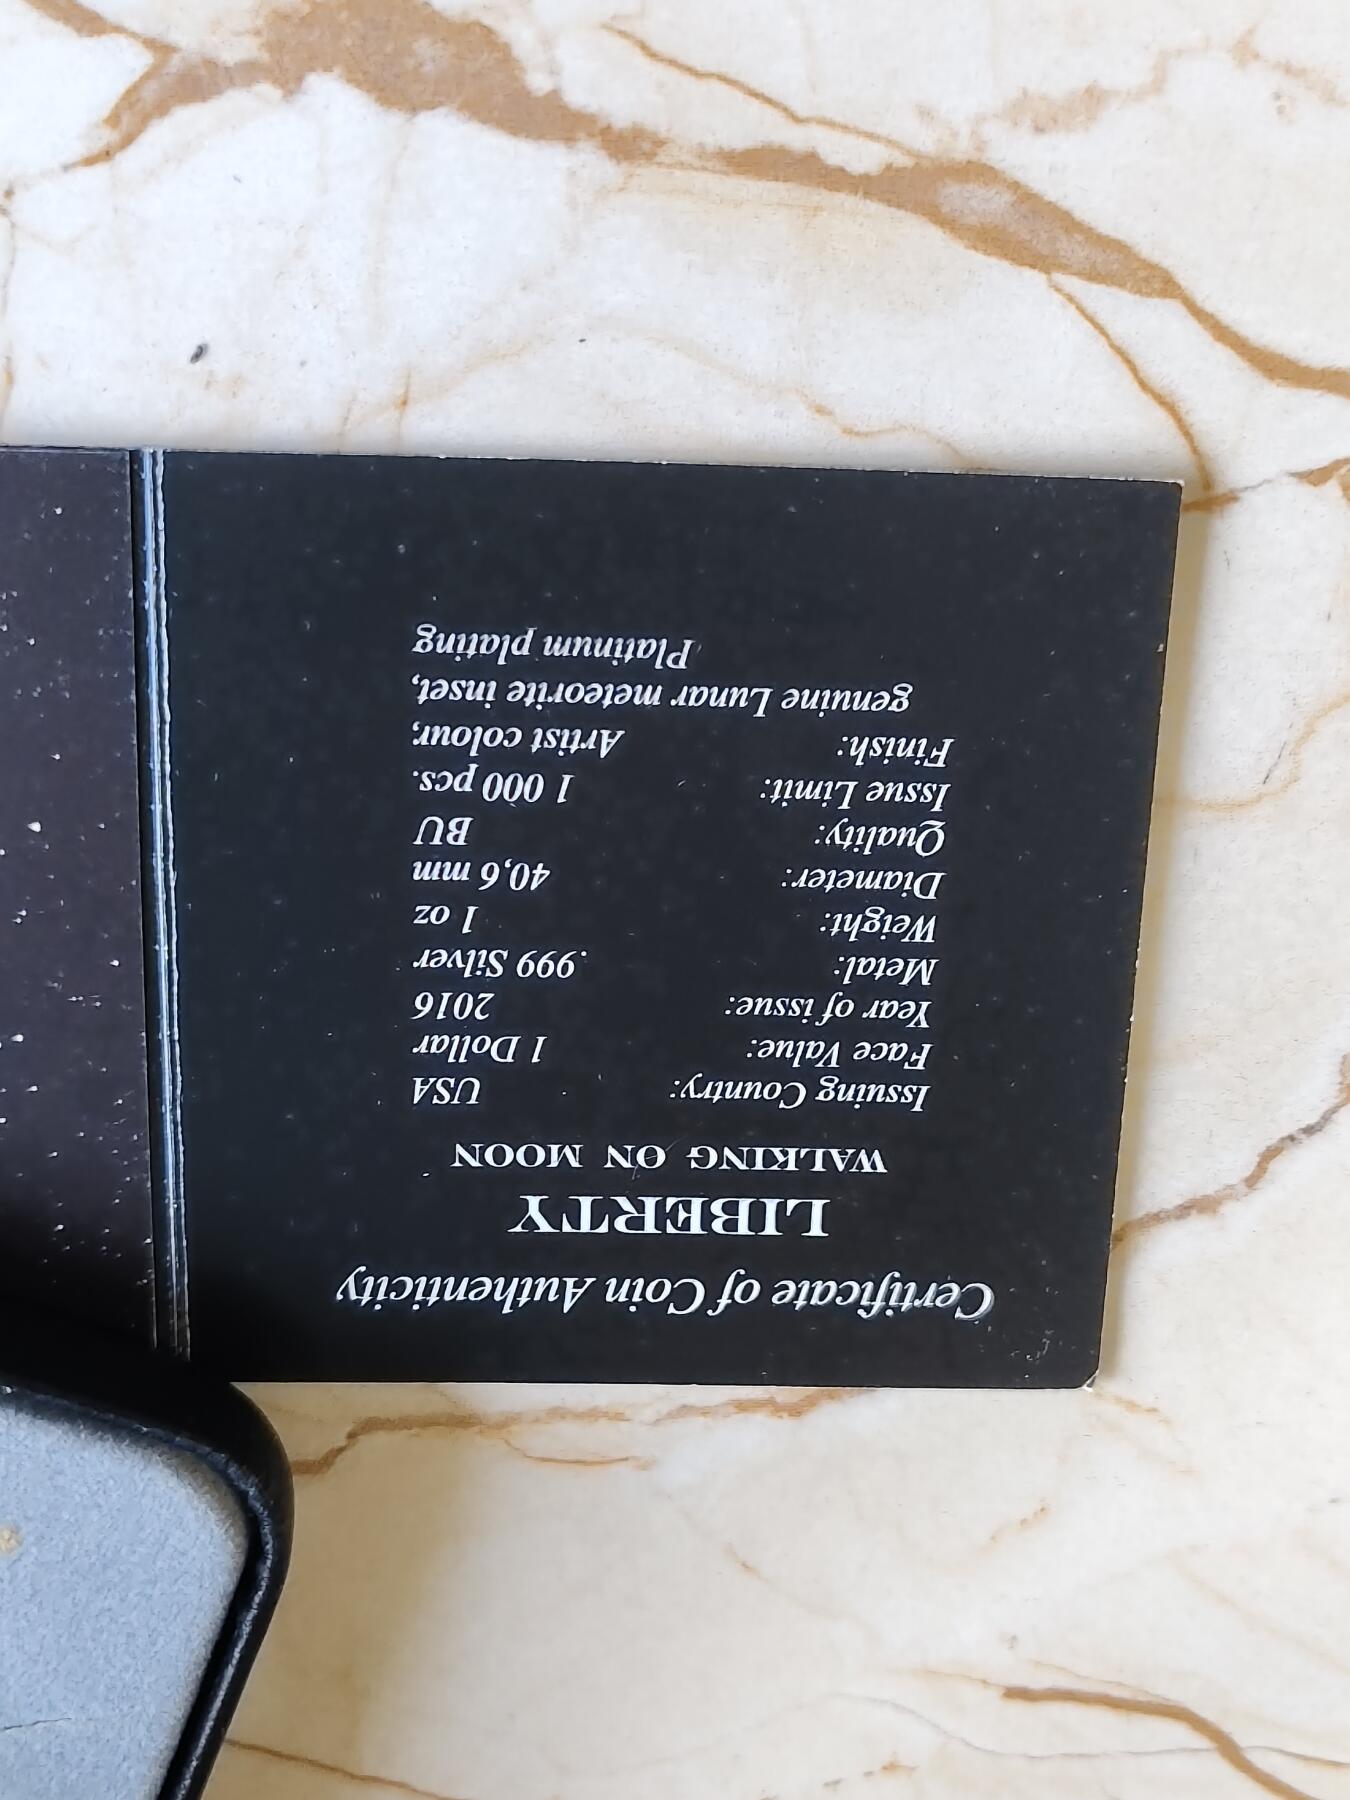 Certificate of Coin Authenticity
LIBERTY
WALKING ON MOON
Issuing Country: USA
Face Value: 1 Dollar
Year of issue: 2016
Metal: .999 Silver
Weight: 1 oz
Diameter: 40,6 mm
Quality: BU
Issue Limit: 1 000 pcs.
Finish: Artist colour,
genuine Lunar meteorite inset,
Platinum plating